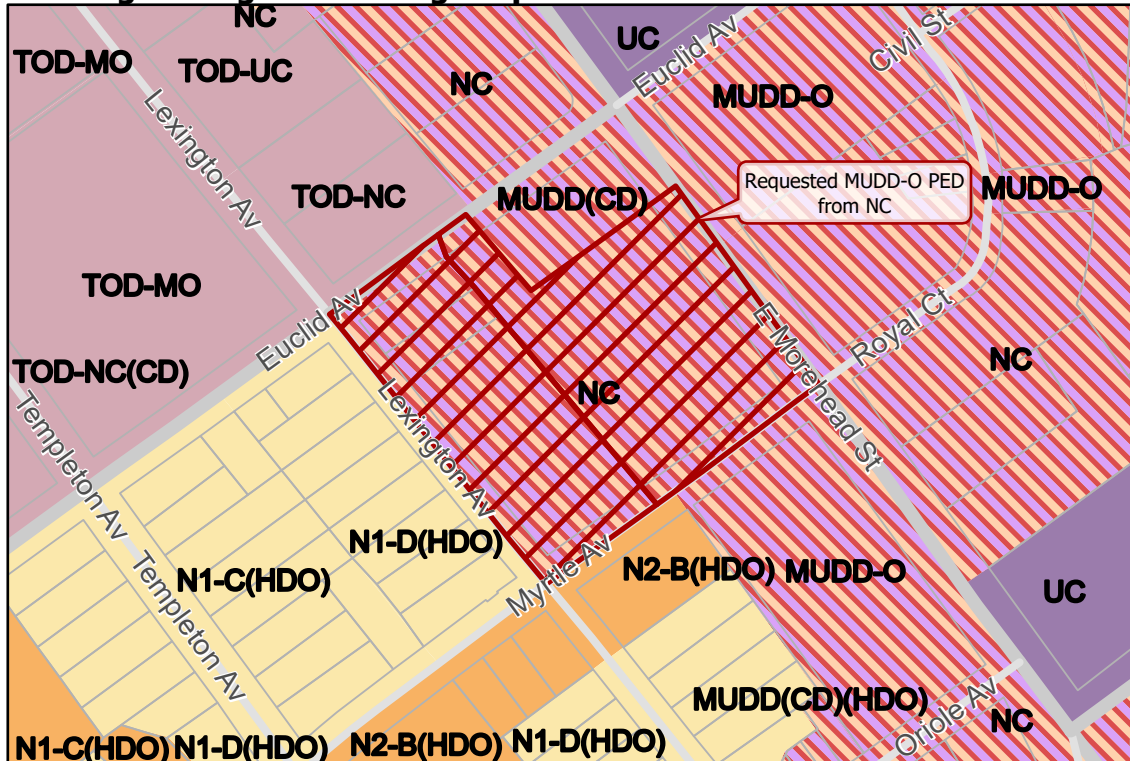 NC
TOD-MO
TOD-UC
UC
Euclid Av
Civil St
NC
MUDD-O
Lexington Av
Requested MUDD-O PED
from NC
MUDD-O
TOD-NC
MUDD(CD)
TOD-MO
Euclid Av
E Morehead St
Royal Ct
NC
TOD-NC(CD)
NC
Lexington Av
Templeton Av
N1-D(HDO)
Myrtle Av
N1-C(HDO)
N2-B(HDO)
MUDD-O
UC
Templeton Av
MUDD(CD)(HDO)
Oriole Av
NC
N1-C(HDO)
N1-D(HDO)
N2-B(HDO)
N1-D(HDO)